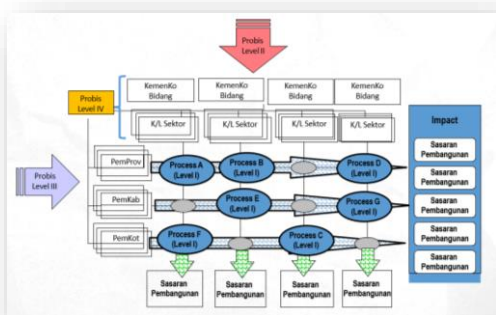 Probis
Level II
Probis
Level IV
KemenKo
Bidang
KemenKo
Bidang
KemenKo
Bidang
KemenKo
Bidang
K/L Sektor
K/L Sektor
K/L Sektor
K/L Sektor
Impact
Probis
Level III
PemProv
Process A
(Level I)
Process B
(Level I)
Process D
(Level I)
Sasaran
Pembangunan
Sasaran
Pembangunan
PemKab
Process E
(Level I)
Process G
(Level I)
Sasaran
Pembangunan
PemKot
Process F
(Level I)
Process C
(Level I)
Sasaran
Pembangunan
Sasaran
Pembangunan
Sasaran
Pembangunan
Sasaran
Pembangunan
Sasaran
Pembangunan
Sasaran
Pembangunan